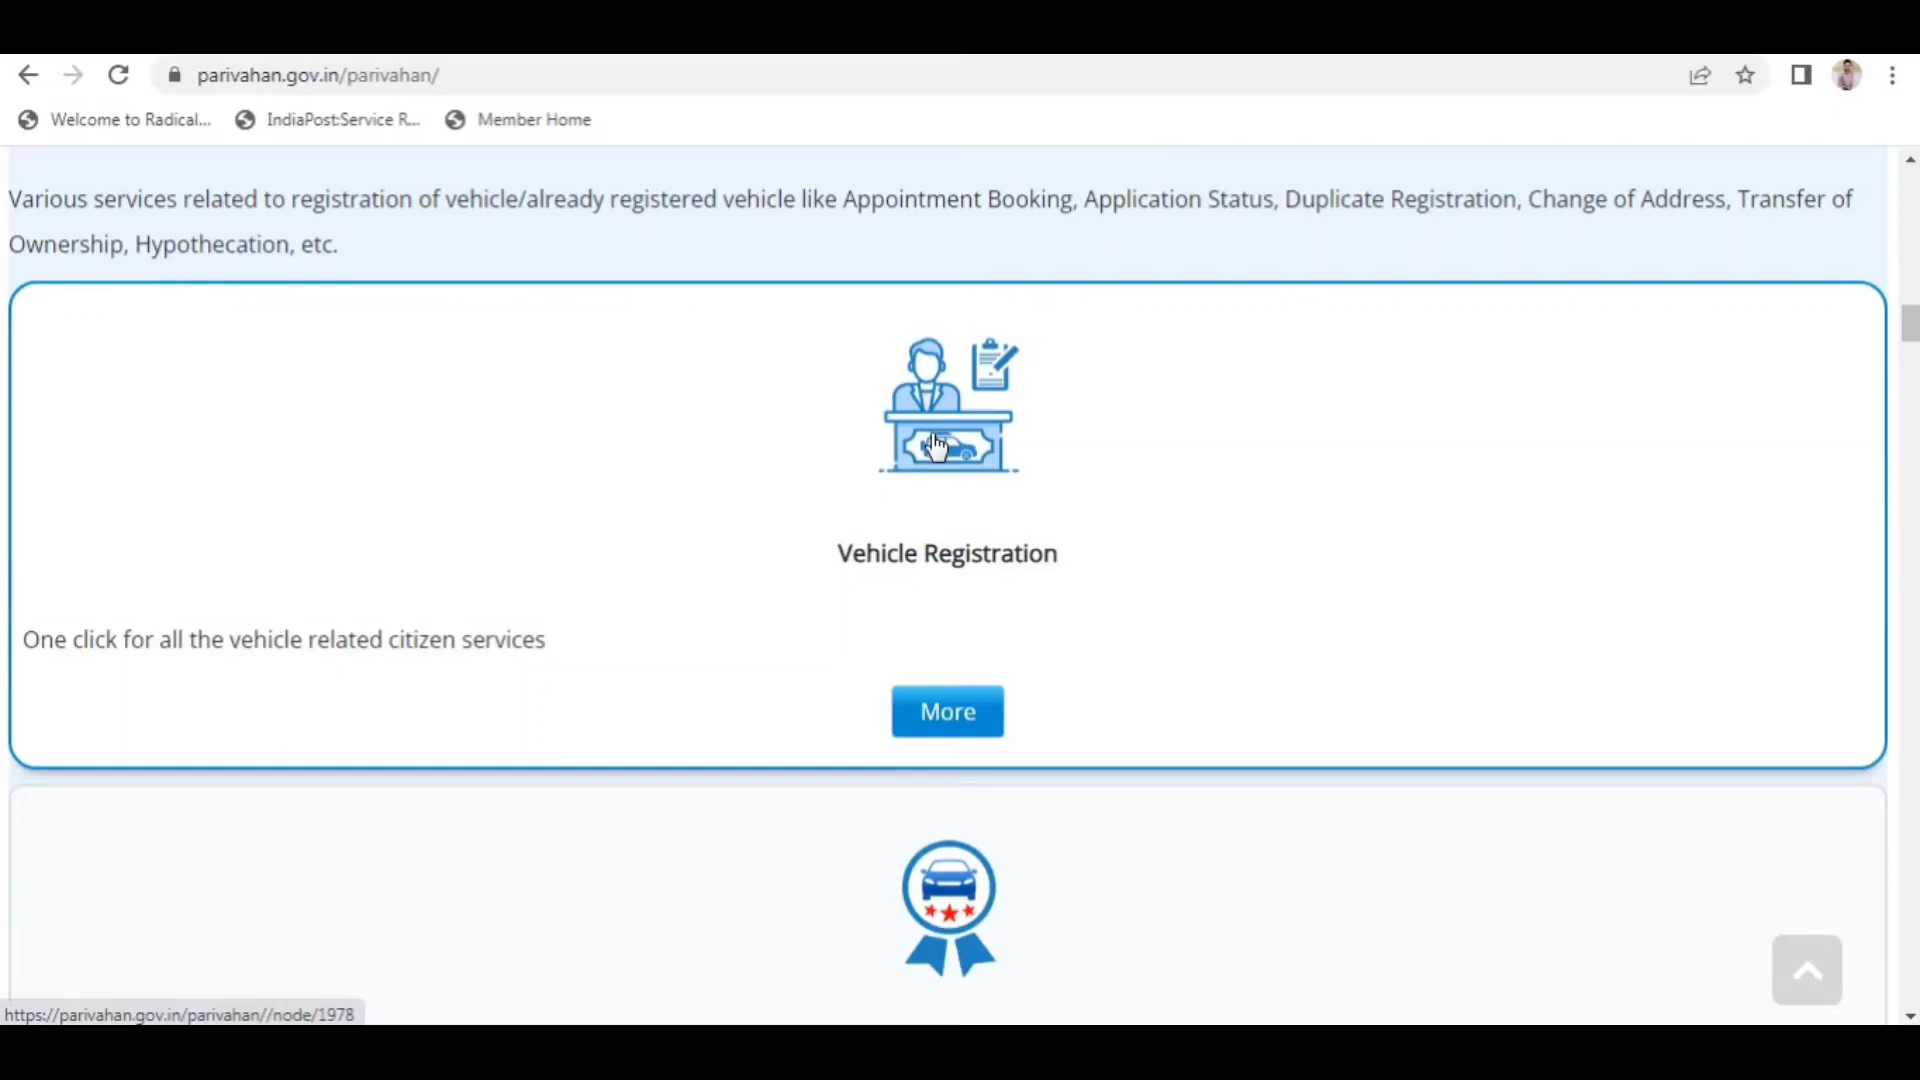 parivahan.gov.in/parivahan/
Welcome to Radical...
IndiaPost:Service R...
Member Home
Various services related to registration of vehicle/already registered vehicle like Appointment Booking, Application Status, Duplicate Registration, Change of Address, Transfer of
Ownership, Hypothecation, etc.
Vehicle Registration
One click for all the vehicle related citizen services
More
https://parivahan.gov.in/parivahan//node/1978